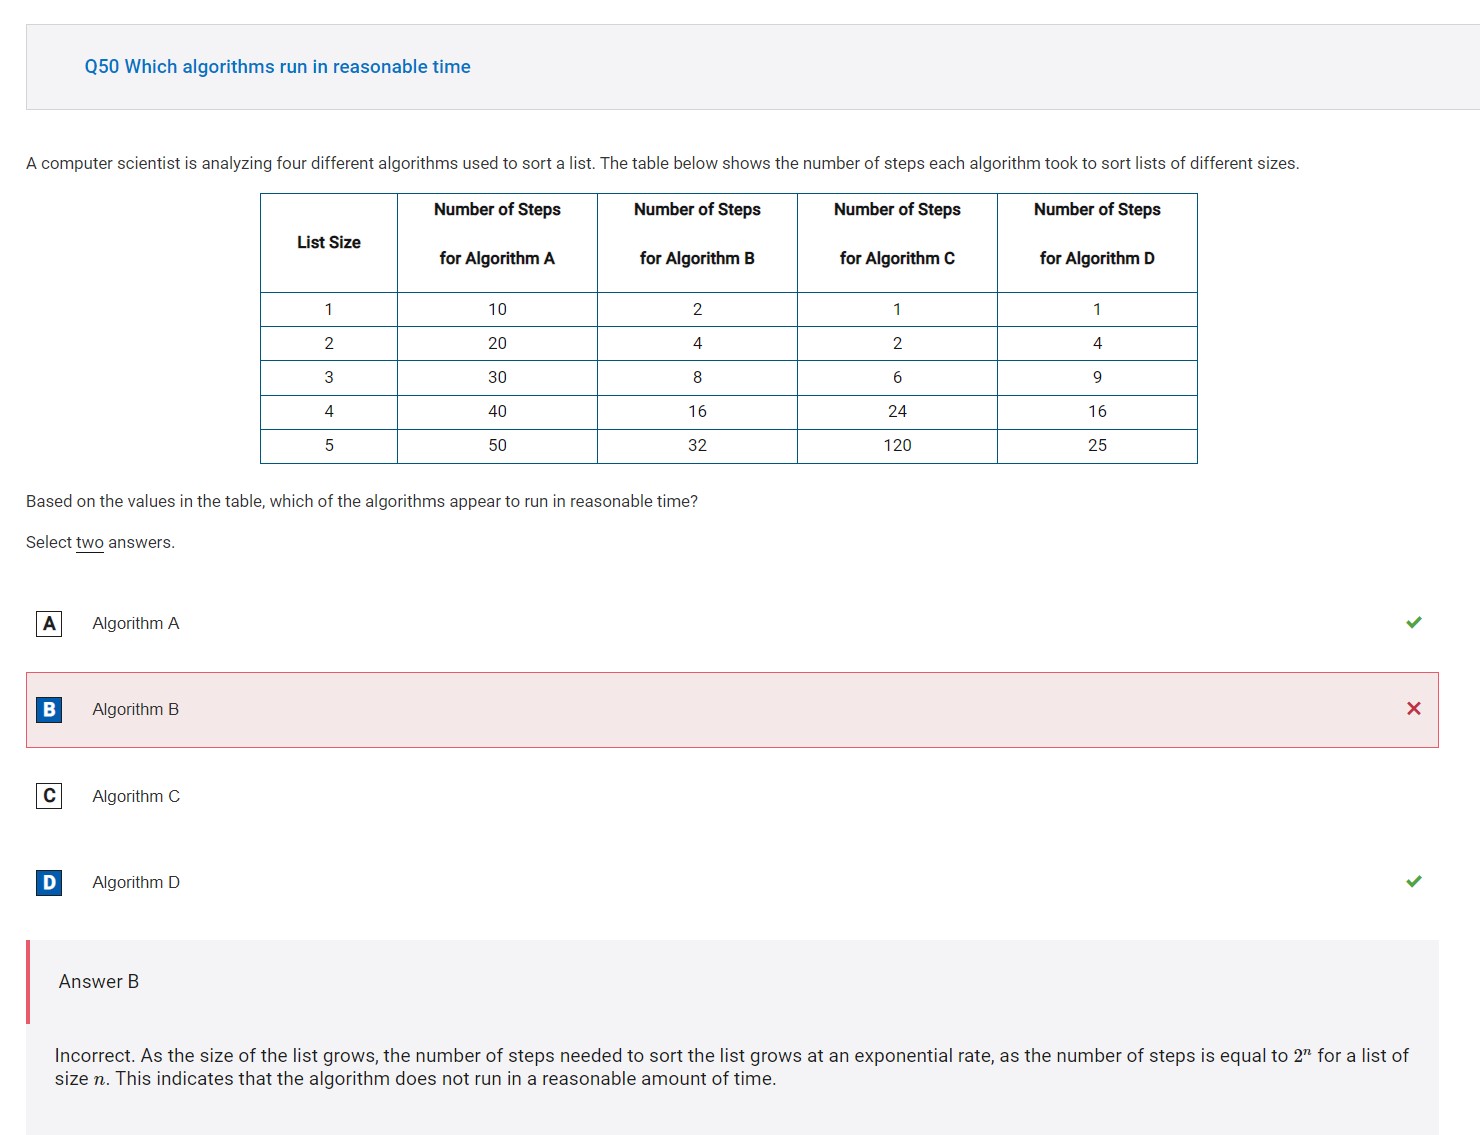 Q50 Which algorithms run in reasonable time
A computer scientist is analyzing four different algorithms used to sort a list. The table below shows the number of steps each algorithm took to sort lists of different sizes.
List Size | Number of Steps for Algorithm A | Number of Steps for Algorithm B | Number of Steps for Algorithm C | Number of Steps for Algorithm D
1 | 10 | 2 | 1 | 1
2 | 20 | 4 | 2 | 4
3 | 30 | 8 | 6 | 9
4 | 40 | 16 | 24 | 16
5 | 50 | 32 | 120 | 25
Based on the values in the table, which of the algorithms appear to run in reasonable time?
Select two answers.
A Algorithm A
B Algorithm B
C Algorithm C
D Algorithm D
Answer B
Incorrect. As the size of the list grows, the number of steps needed to sort the list grows at an exponential rate, as the number of steps is equal to 2ⁿ for a list of
size n. This indicates that the algorithm does not run in a reasonable amount of time.